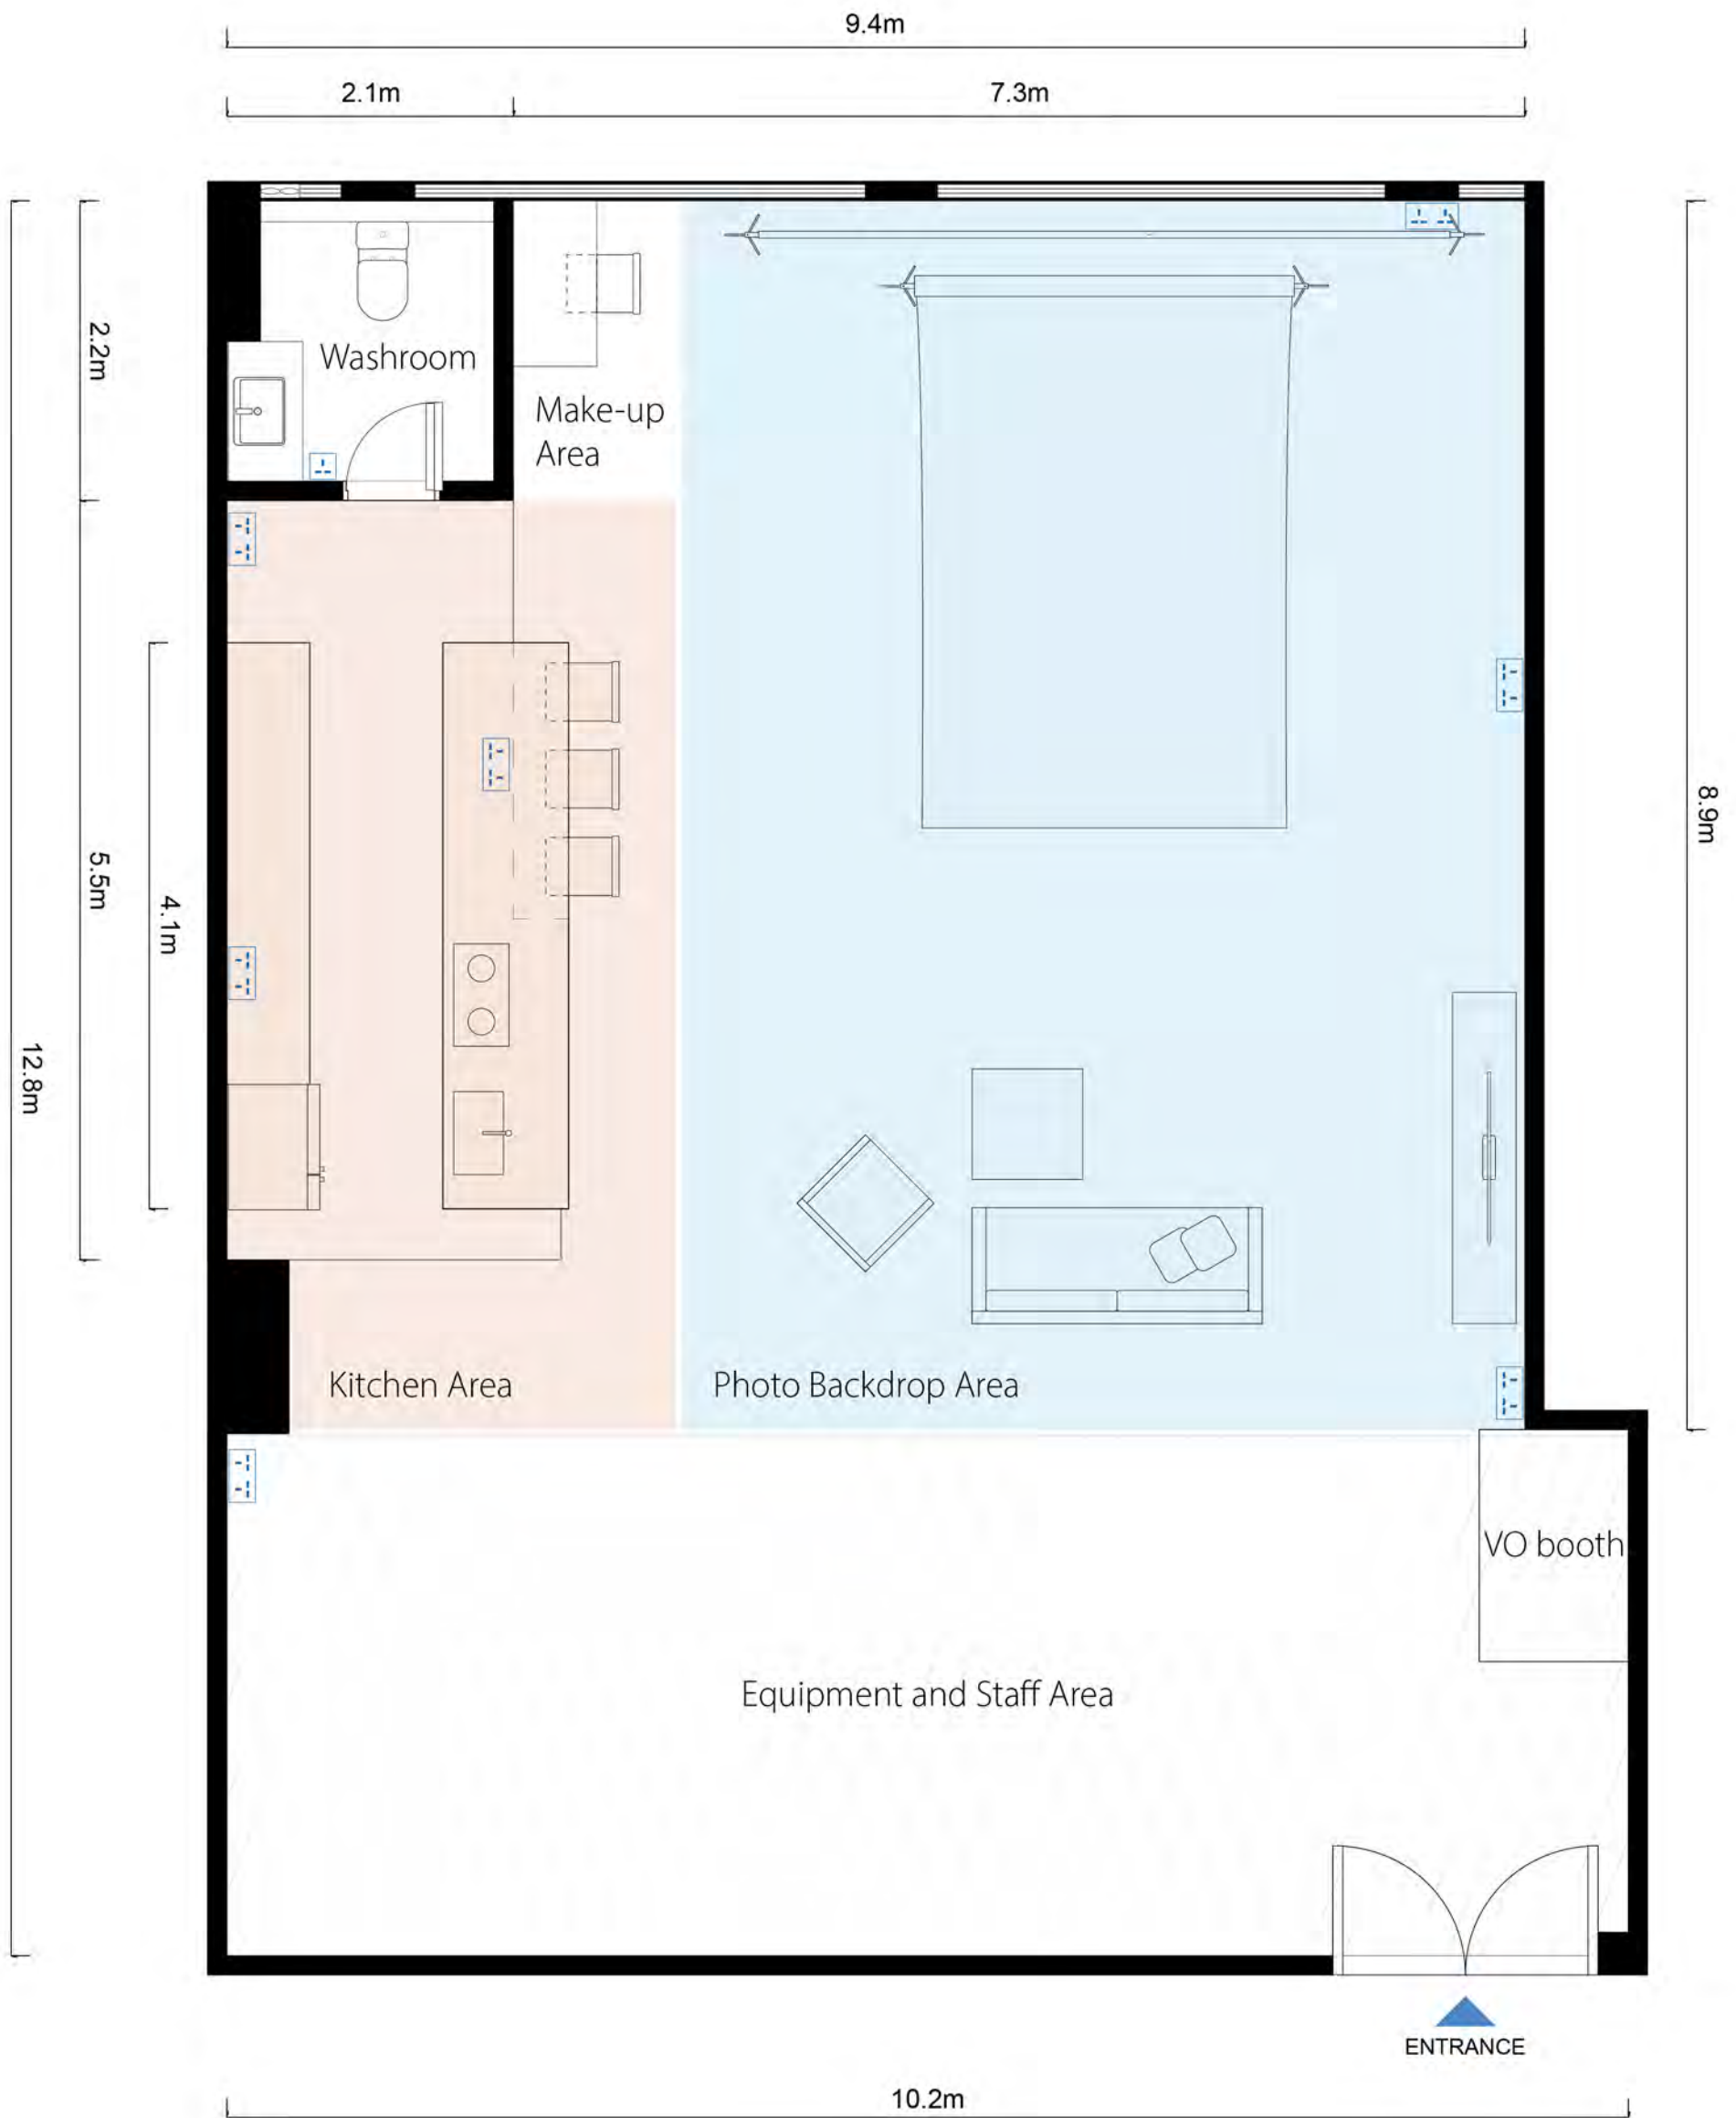 9.4m
2.1m
7.3m
2.2m
Washroom
Make-up
Area
8.9m
5.5m
4.1m
12.8m
Kitchen Area
Photo Backdrop Area
VO booth
Equipment and Staff Area
ENTRANCE
10.2m